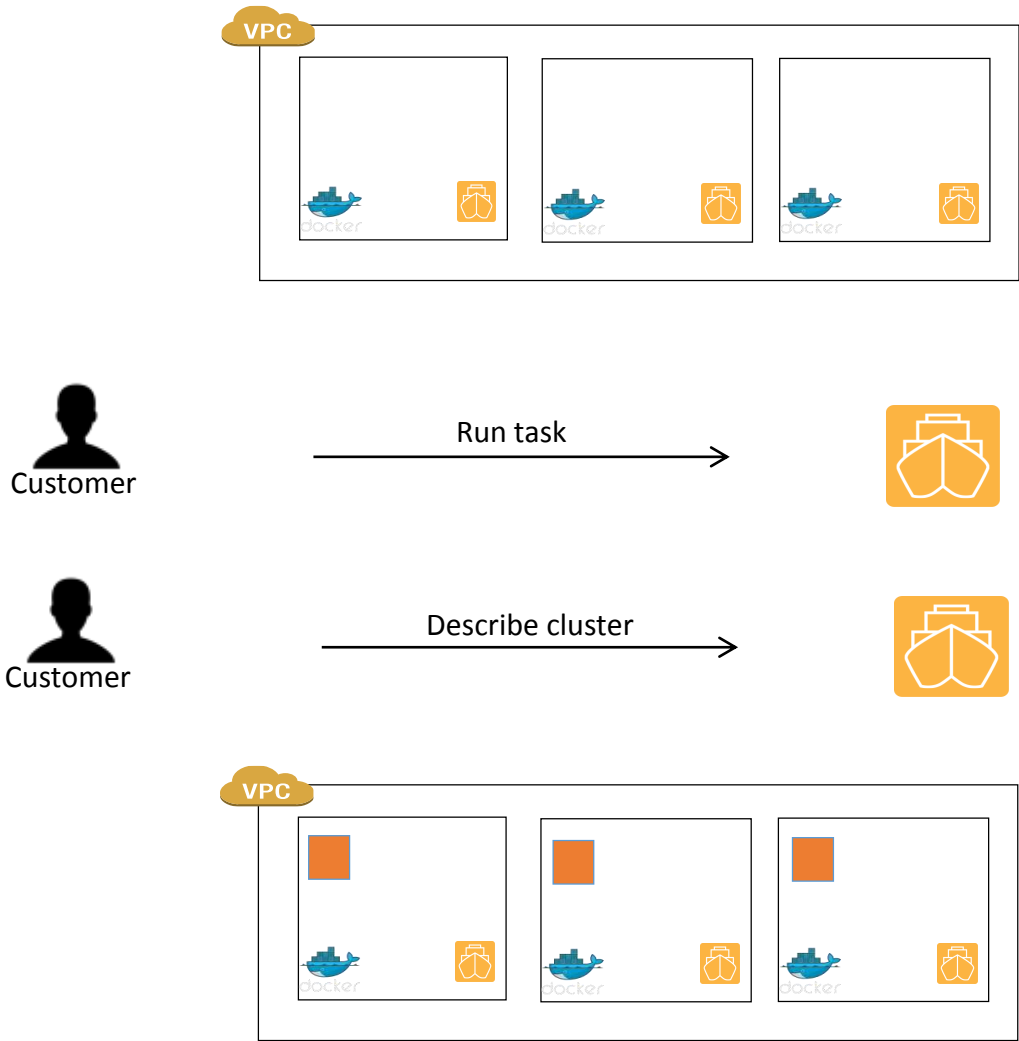 VPC
docker
docker
docker
Run task
Customer
Describe cluster
Customer
VPC
docker
docker
docker